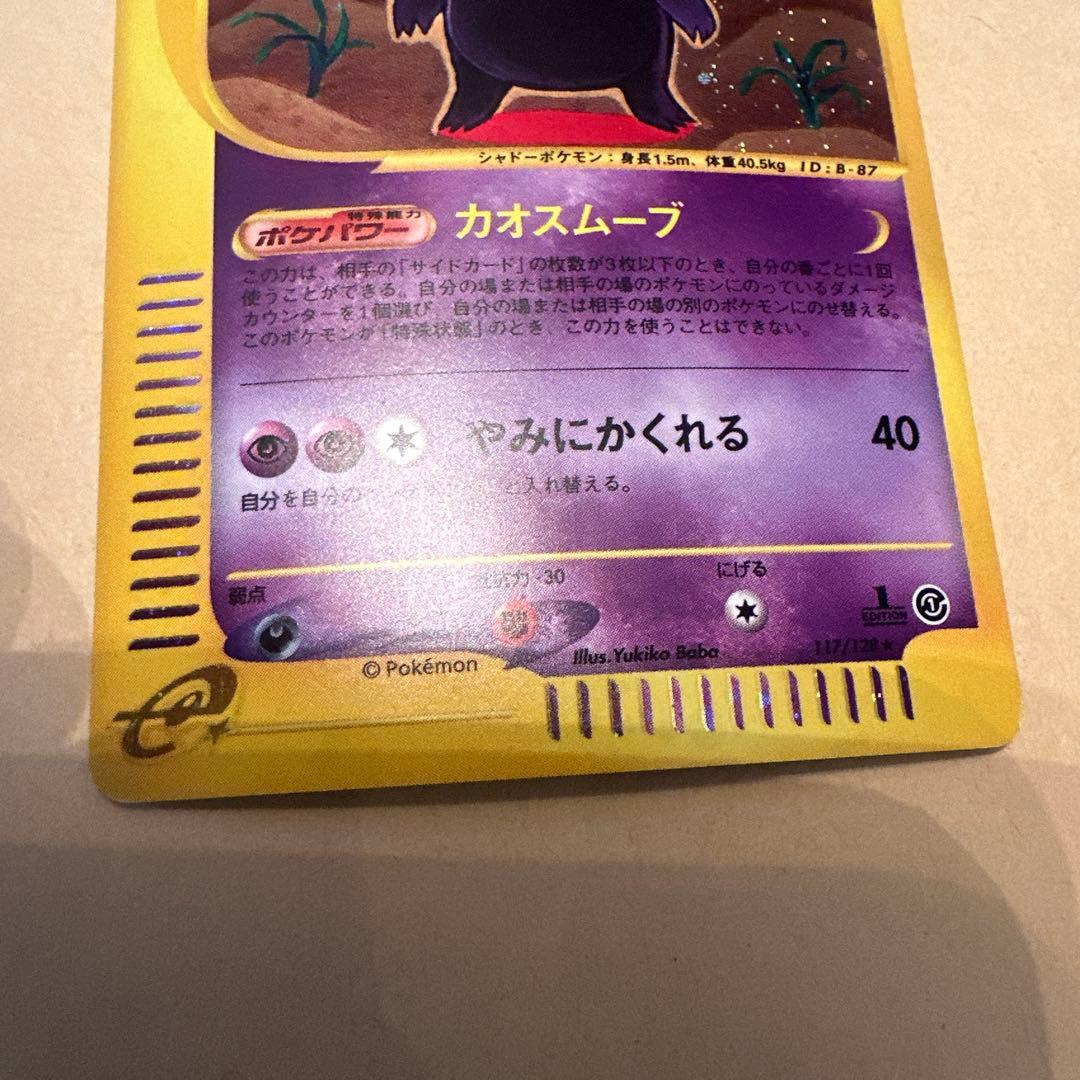 シャドーポケモン：身長1.5m、体重40.5kg ID：B-87
特殊能力
ポケパワー カオスムーブ
この力は、相手の「サイドカード」の枚数が3枚以下のとき、自分の番ごとに1回
使うことができる。自分の場または相手の場のポケモンにのっているダメージ
カウンターを1個選び、自分の場または相手の場の別のポケモンにのせ替える。
このポケモンが「特殊状態」のとき、この力を使うことはできない。
やみにかくれる 40
自分を自分の と入れ替える。
弱点 抵抗力 -30 にげる
1 EDITION
117/128★
© Pokémon Illus.Yukiko Baba
e